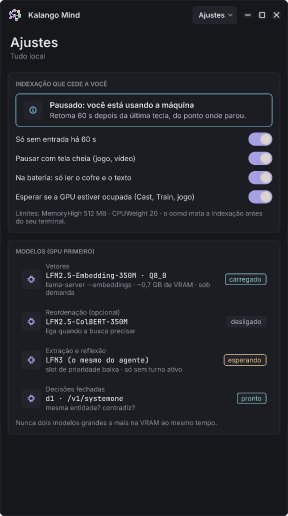 Kalango Mind
Ajustes
Ajustes
Tudo local
INDEXAÇÃO QUE CEDE A VOCÊ
Pausado: você está usando a máquina
Retoma 60 s depois da última tecla, do ponto onde parou.
Só sem entrada há 60 s
Pausar com tela cheia (jogo, vídeo)
Na bateria: só ler o cofre e o texto
Esperar se a GPU estiver ocupada (Cast, Train, jogo)
Limites: MemoryHigh 512 MB · CPUWeight 20 · o oomd mata a indexação antes
do seu terminal.
MODELOS (GPU PRIMEIRO)
Vetores
LFM2.5-Embedding-350M · Q8_0
llama-server --embeddings · ~0,7 GB de VRAM · sob
demanda
carregado
Reordenação (opcional)
LFM2.5-ColBERT-350M
liga quando a busca precisar
desligado
Extração e reflexão
LFM3 (o mesmo do agente)
slot de prioridade baixa · só sem turno ativo
esperando
Decisões fechadas
d1 · /v1/systemone
mesma entidade? contradiz?
pronto
Nunca dois modelos grandes a mais na VRAM ao mesmo tempo.